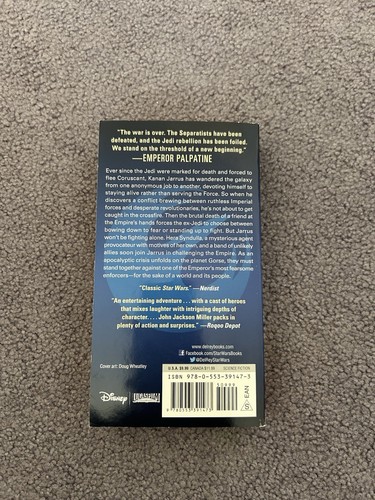 "The war is over. The Separatists have been
defeated, and the Jedi rebellion has been foiled.
We stand on the threshold of a new beginning."
—EMPEROR PALPATINE
Ever since the Jedi were marked for death and forced to
flee Coruscant, Kanan Jarrus has wandered the galaxy
from one anonymous job to another, devoting himself to
staying alive rather than serving the Force. So when he
discovers a conflict brewing between ruthless Imperial
forces and desperate revolutionaries, he's not about to get
caught in the crossfire. Then the brutal death of a friend at
the Empire's hands forces the ex-Jedi to choose between
bowing down to fear or standing up to fight. But Jarrus
won't be fighting alone. Hera Syndulla, a mysterious agent
provocateur with motives of her own, and a band of unlikely
allies soon join Jarrus in challenging the Empire. As an
apocalyptic crisis unfolds on the planet Gorse, they must
stand together against one of the Emperor's most fearsome
enforcers—for the sake of a world and its people.
"Classic Star Wars." —Nerdist
"An entertaining adventure . . . with a cast of heroes
that mixes laughter with intriguing depths of
character. . . . John Jackson Miller packs in
plenty of action and surprises." —Roqoo Depot
www.delreybooks.com
Facebook.com/StarWarsBooks
@DelReyStarWars
Cover art: Doug Wheatley
U.S.A. $9.99 CANADA $11.99 SCIENCE FICTION
ISBN 978-0-553-39147-3
50999
9 780553 391473
EAN
Disney